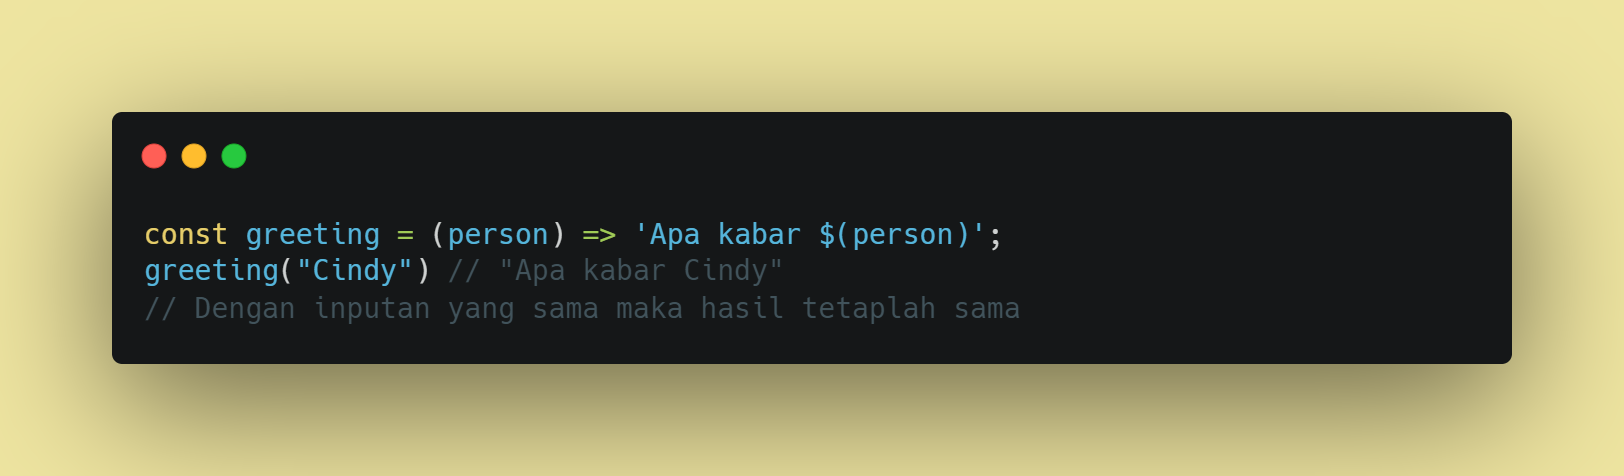 const greeting = (person) => 'Apa kabar $(person)';
greeting("Cindy") // "Apa kabar Cindy"
// Dengan inputan yang sama maka hasil tetaplah sama